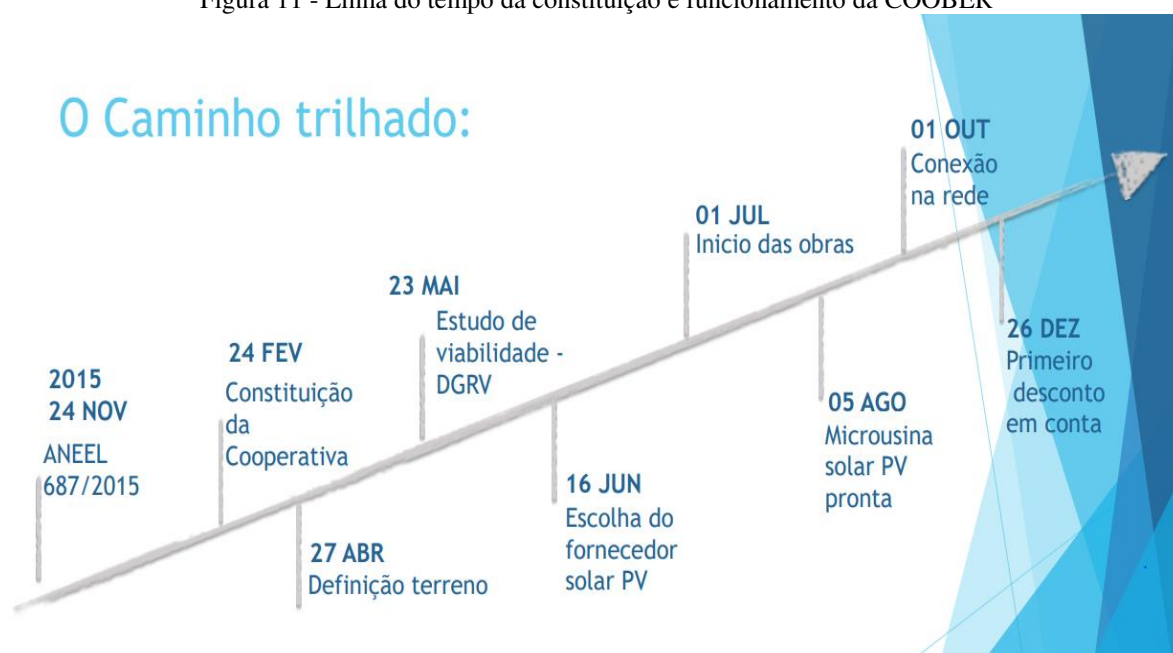 Figura 11 - Linha do tempo da constituição e funcionamento da COOBER
O Caminho trilhado:
2015
24 NOV
ANEEL
687/2015
24 FEV
Constituição
da
Cooperativa
27 ABR
Definição terreno
23 MAI
Estudo de
viabilidade -
DGRV
16 JUN
Escolha do
fornecedor
solar PV
01 JUL
Inicio das obras
05 AGO
Microusina
solar PV
pronta
01 OUT
Conexão
na rede
26 DEZ
Primeiro
desconto
em conta